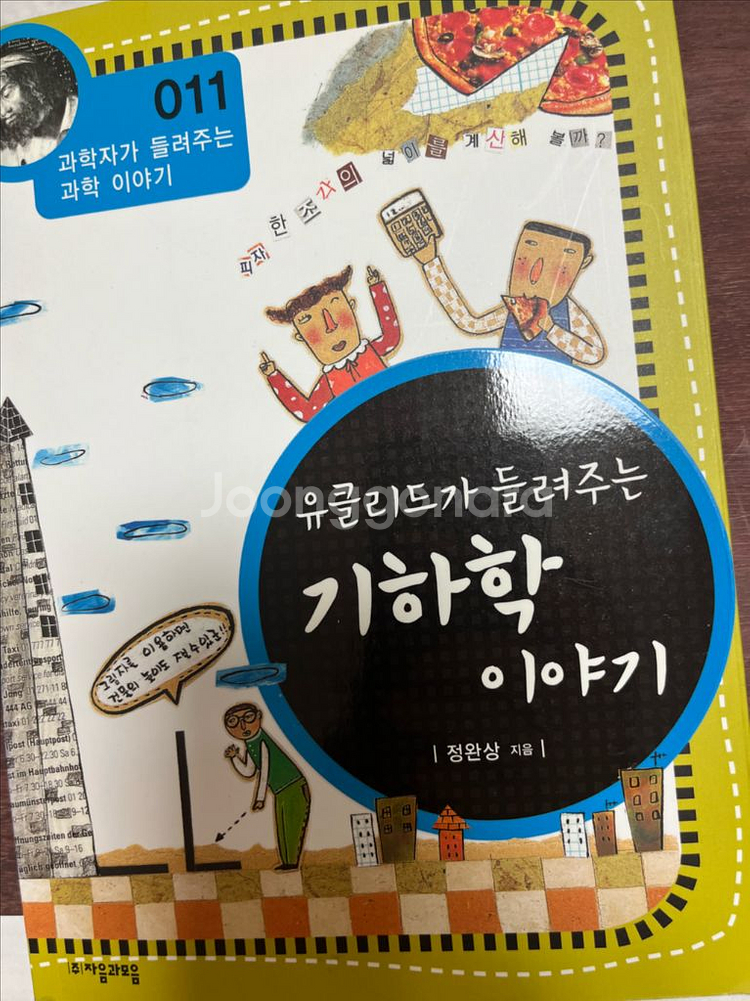 011
과학자가 들려주는
과학 이야기
피자 한 조각의 넓이를 계산해 볼까?
유클리드가 들려주는
기하학
이야기
| 정완상 지음 |
그림자를 이용하면
건물의 높이도 잴수있군!!
(주)자음과모음
Joonggonara